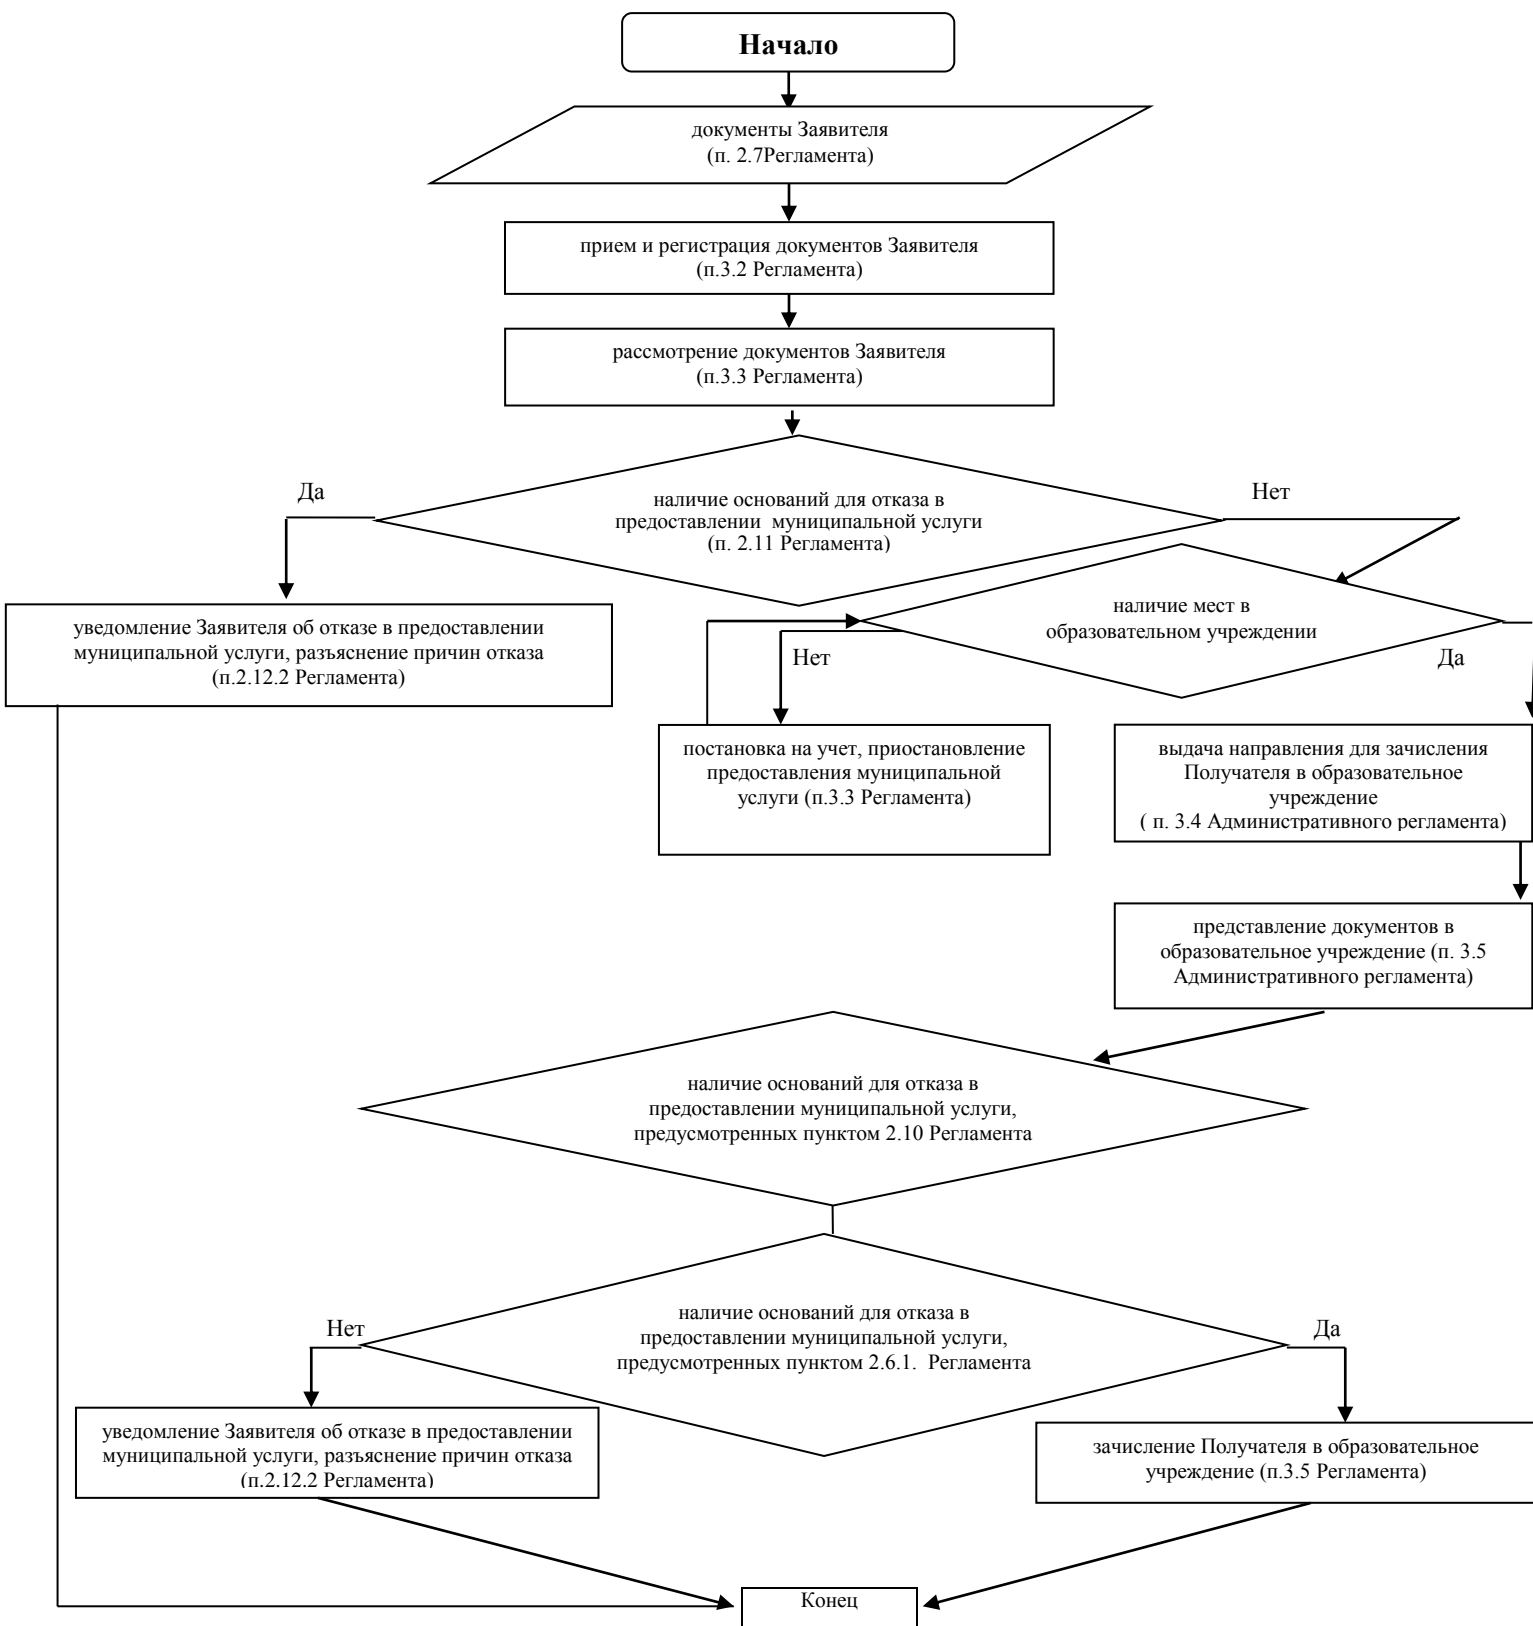 Начало
документы Заявителя
(п. 2.7Регламента)
прием и регистрация документов Заявителя
(п.3.2 Регламента)
рассмотрение документов Заявителя
(п.3.3 Регламента)
Да
Нет
наличие оснований для отказа в
предоставлении муниципальной услуги
(п. 2.11 Регламента)
уведомление Заявителя об отказе в предоставлении
муниципальной услуги, разъяснение причин отказа
(п.2.12.2 Регламента)
наличие мест в
образовательном учреждении
Нет
Да
постановка на учет, приостановление
предоставления муниципальной
услуги (п.3.3 Регламента)
выдача направления для зачисления
Получателя в образовательное
учреждение
( п. 3.4 Административного регламента)
представление документов в
образовательное учреждение (п. 3.5
Административного регламента)
наличие оснований для отказа в
предоставлении муниципальной услуги,
предусмотренных пунктом 2.10 Регламента
наличие оснований для отказа в
предоставлении муниципальной услуги,
предусмотренных пунктом 2.6.1. Регламента
Нет
Да
уведомление Заявителя об отказе в предоставлении
муниципальной услуги, разъяснение причин отказа
(п.2.12.2 Регламента)
зачисление Получателя в образовательное
учреждение (п.3.5 Регламента)
Конец